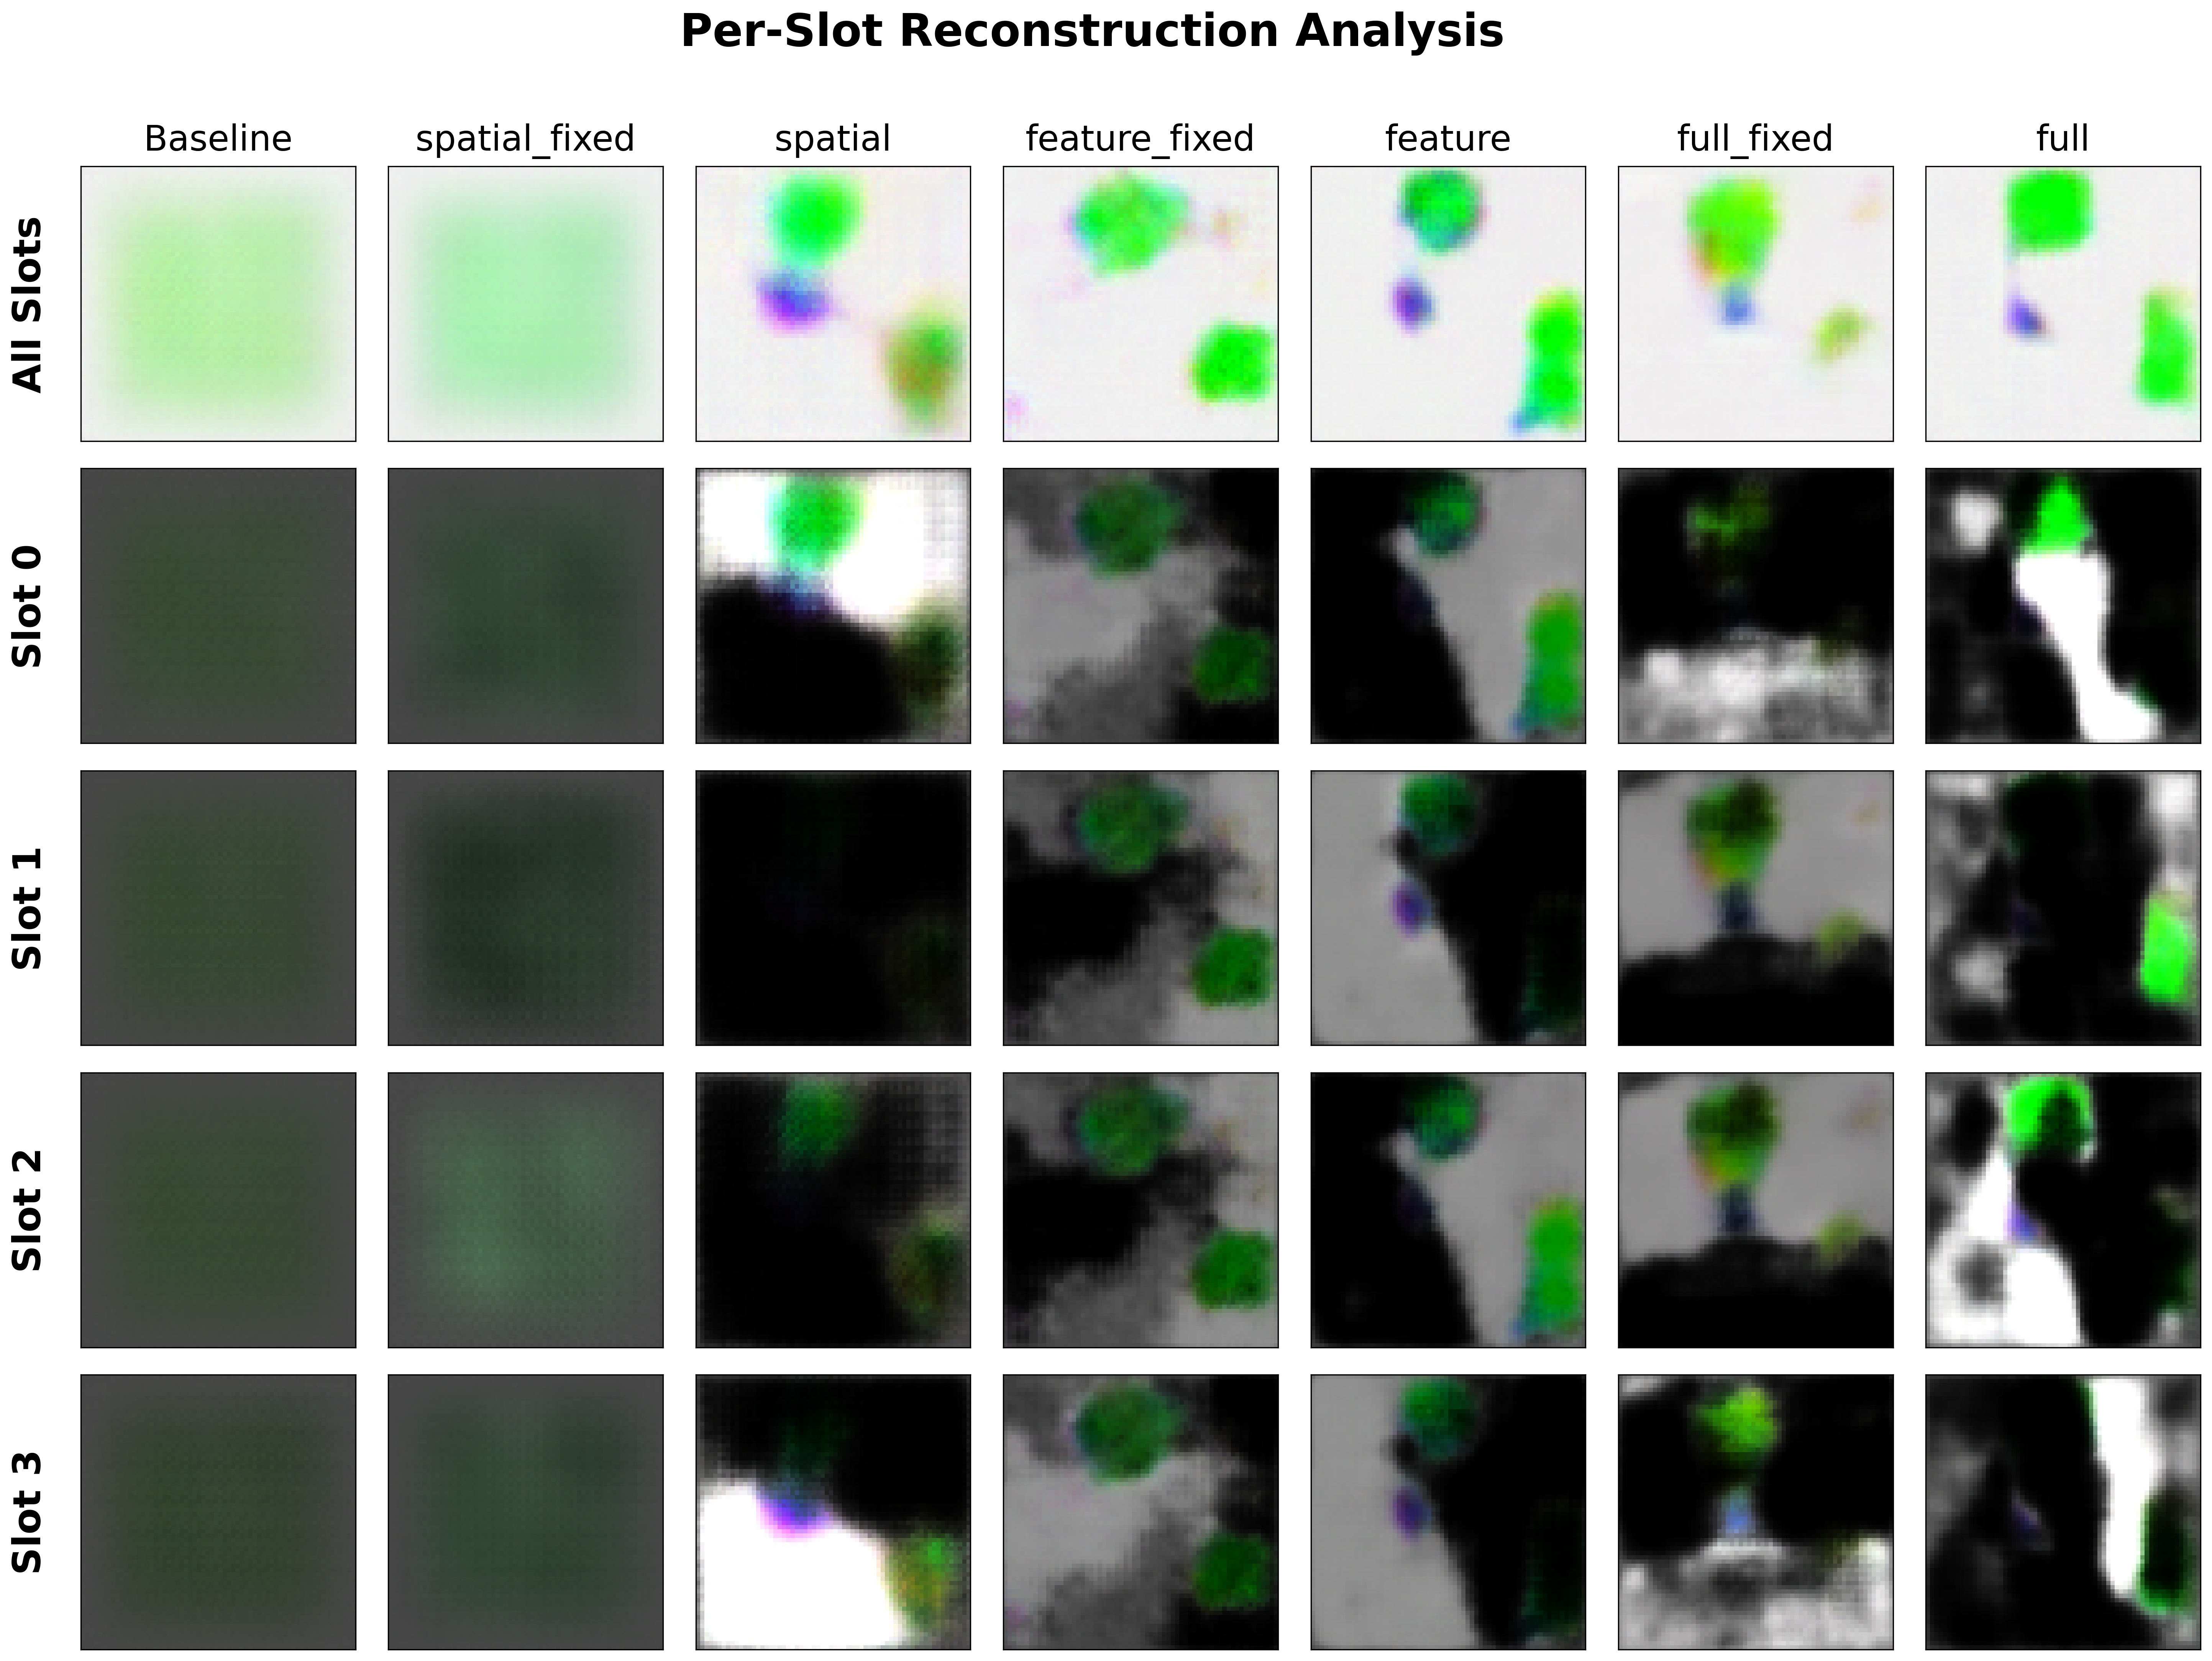 Per-Slot Reconstruction Analysis
Baseline
spatial_fixed
spatial
feature_fixed
feature
full_fixed
full
All Slots
Slot 0
Slot 1
Slot 2
Slot 3